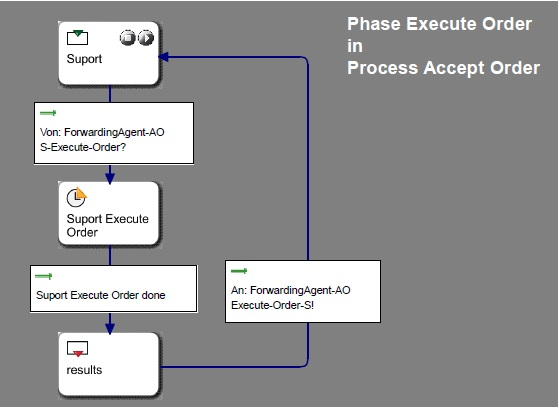 Phase Execute Order
in
Process Accept Order
Suport
Von: ForwardingAgent-AO
S-Execute-Order?
Suport Execute
Order
Suport Execute Order done
An: ForwardingAgent-AO
Execute-Order-S!
results